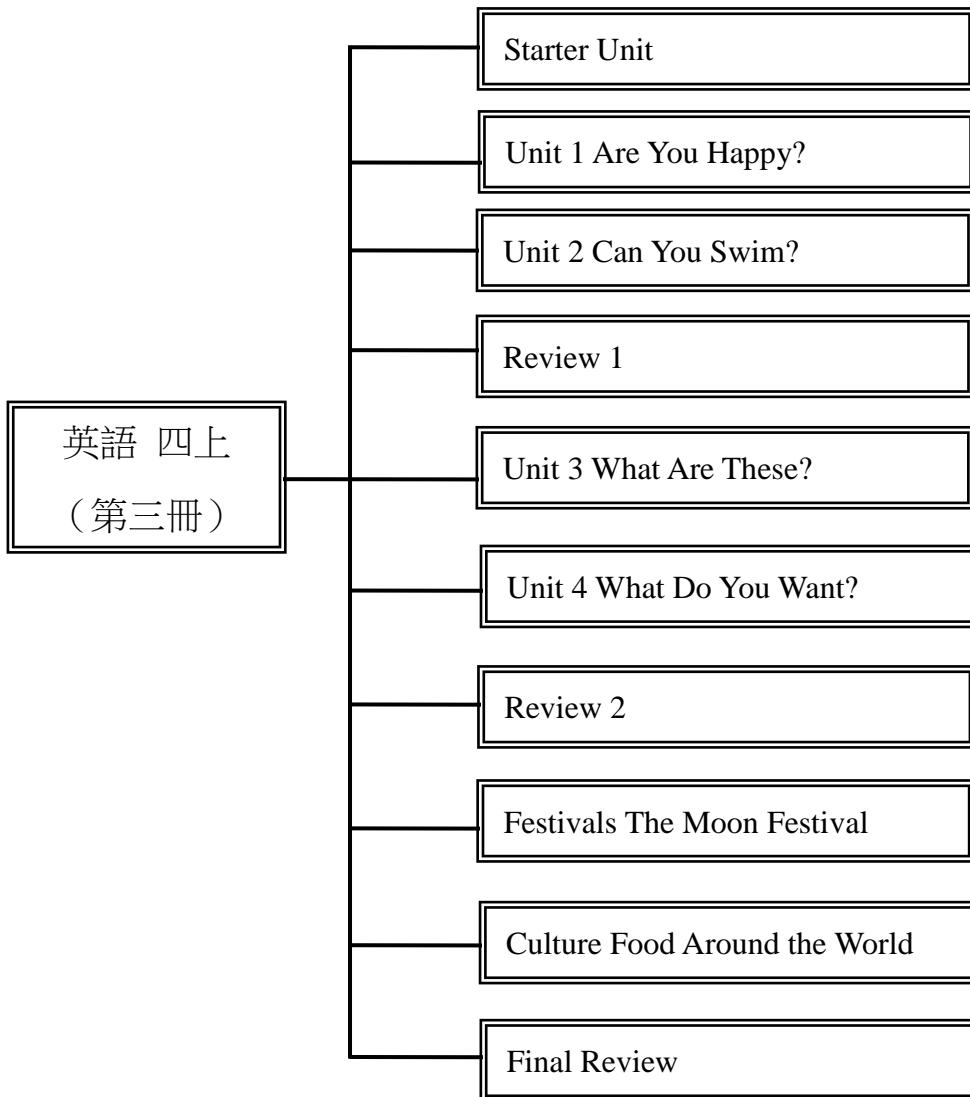 Starter Unit
Unit 1 Are You Happy?
Unit 2 Can You Swim?
Review 1
英語 四上
（第三冊）
Unit 3 What Are These?
Unit 4 What Do You Want?
Review 2
Festivals The Moon Festival
Culture Food Around the World
Final Review